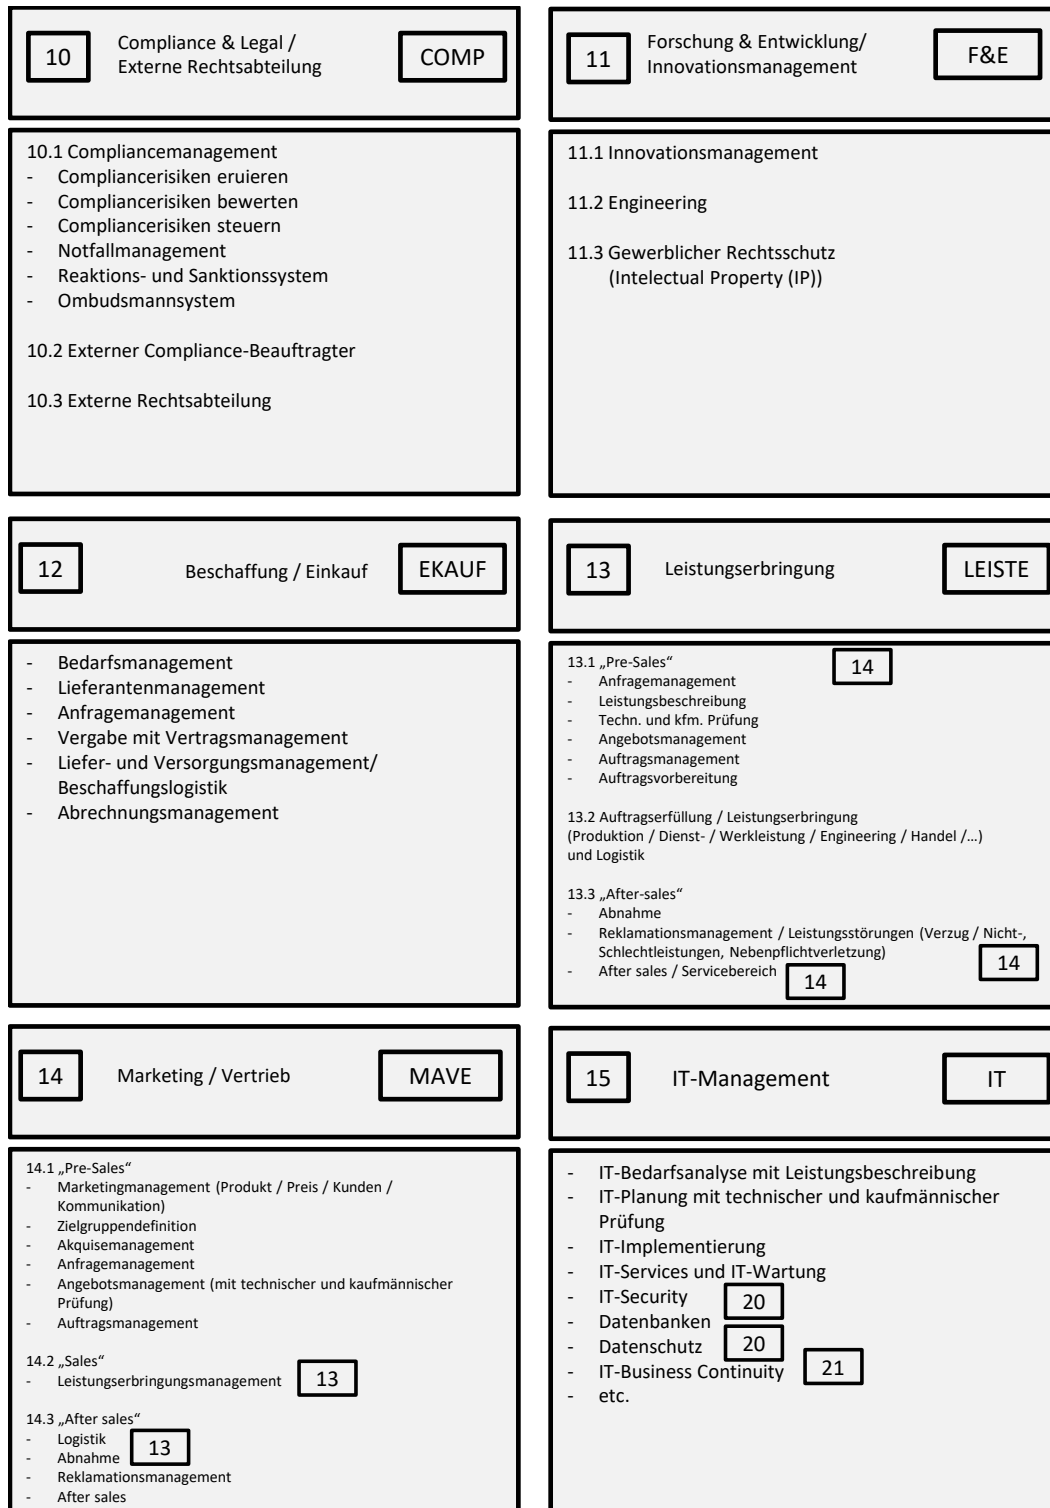 10
Compliance & Legal /
Externe Rechtsabteilung
COMP
10.1 Compliancemanagement
- Compliancerisiken eruieren
- Compliancerisiken bewerten
- Compliancerisiken steuern
- Notfallmanagement
- Reaktions- und Sanktionssystem
- Ombudsmannsystem
10.2 Externer Compliance-Beauftragter
10.3 Externe Rechtsabteilung
11
Forschung & Entwicklung/
Innovationsmanagement
F&E
11.1 Innovationsmanagement
11.2 Engineering
11.3 Gewerblicher Rechtsschutz
(Intelectual Property (IP))
12
Beschaffung / Einkauf
EKAUF
- Bedarfsmanagement
- Lieferantenmanagement
- Anfragemanagement
- Vergabe mit Vertragsmanagement
- Liefer- und Versorgungsmanagement/
Beschaffungslogistik
- Abrechnungsmanagement
13
Leistungserbringung
LEISTE
13.1 „Pre-Sales“ 14
- Anfragemanagement
- Leistungsbeschreibung
- Techn. und kfm. Prüfung
- Angebotsmanagement
- Auftragsmanagement
- Auftragsvorbereitung
13.2 Auftragserfüllung / Leistungserbringung
(Produktion / Dienst- / Werkleistung / Engineering / Handel /…)
und Logistik
13.3 „After-sales“
- Abnahme
- Reklamationsmanagement / Leistungsstörungen (Verzug / Nicht-,
Schlechtleistungen, Nebenpflichtverletzung) 14
- After sales / Servicebereich 14
14
Marketing / Vertrieb
MAVE
14.1 „Pre-Sales“
- Marketingmanagement (Produkt / Preis / Kunden /
Kommunikation)
- Zielgruppendefinition
- Akquisemanagement
- Anfragemanagement
- Angebotsmanagement (mit technischer und kaufmännischer
Prüfung)
- Auftragsmanagement
14.2 „Sales“
- Leistungserbringungsmanagement 13
14.3 „After sales“
- Logistik
- Abnahme 13
- Reklamationsmanagement
- After sales
15
IT-Management
IT
- IT-Bedarfsanalyse mit Leistungsbeschreibung
- IT-Planung mit technischer und kaufmännischer
Prüfung
- IT-Implementierung
- IT-Services und IT-Wartung
- IT-Security 20
- Datenbanken
- Datenschutz 20
- IT-Business Continuity 21
- etc.